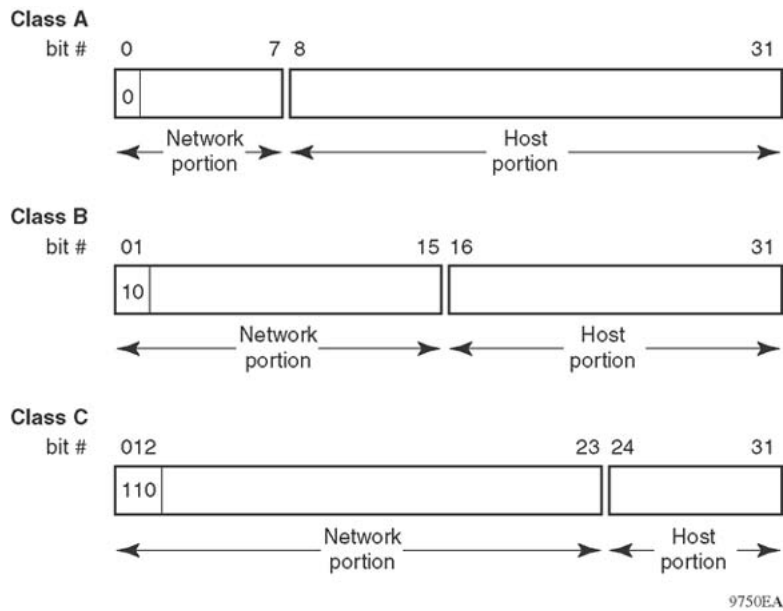 Class A
bit # 0 7 8 31
0
Network portion Host portion
Class B
bit # 01 15 16 31
10
Network portion Host portion
Class C
bit # 012 23 24 31
110
Network portion Host portion
9750EA